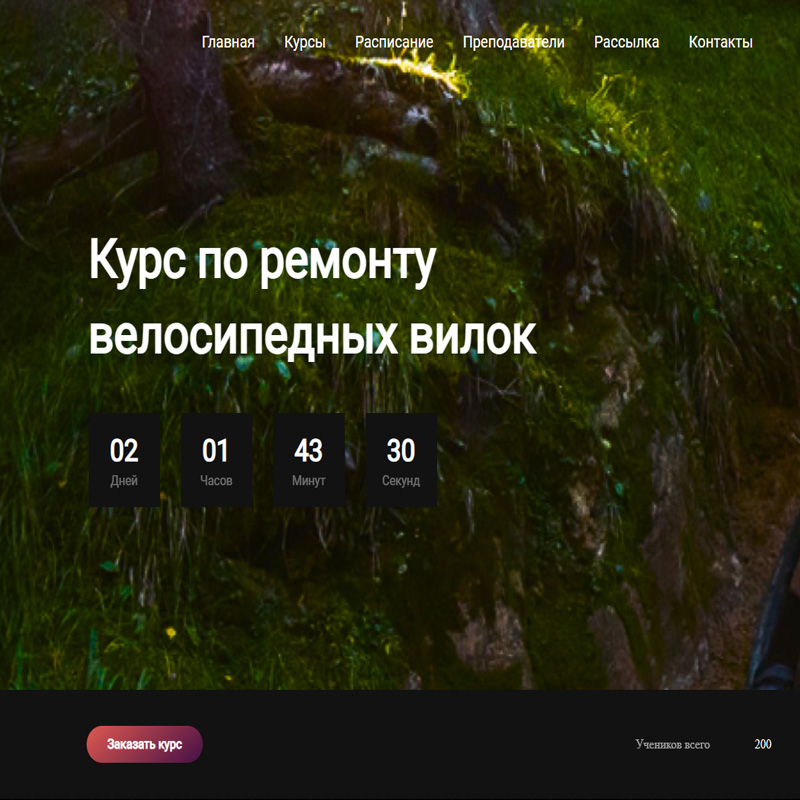 Главная Курсы Расписание Преподаватели Рассылка Контакты
Курс по ремонту
велосипедных вилок
02 01 43 30
Дней Часов Минут Секунд
Заказать курс Учеников всего 200